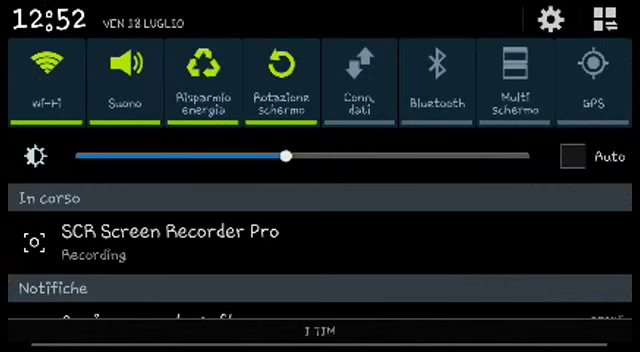 12:52 VEN 18 LUGLIO
Wi-Fi
Suono
Risparmio
energia
Rotazione
schermo
Conn.
dati
Bluetooth
Multi
schermo
GPS
Auto
In corso
SCR Screen Recorder Pro
Recording
Notifiche
I TIM